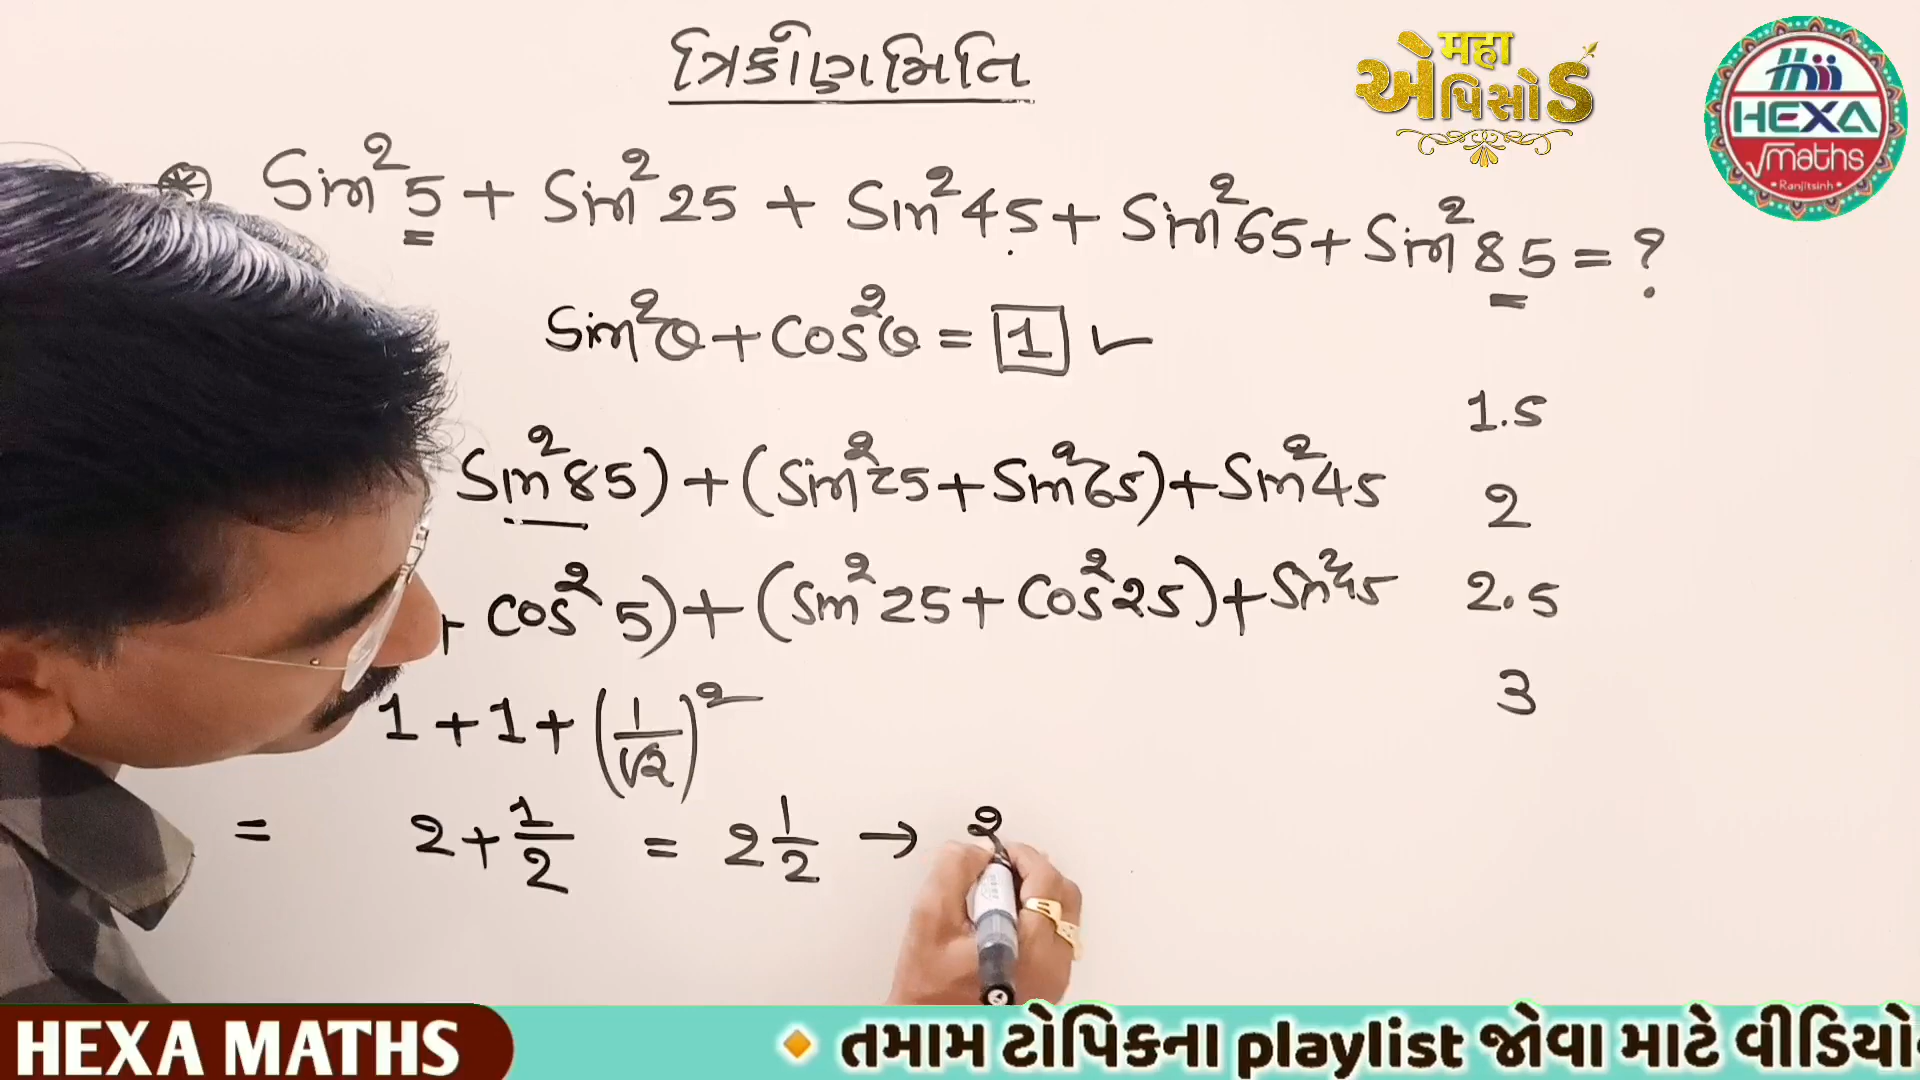 ત્રિકોણમિતિ
महा
એપિસોડ
HEXA
√maths
Ranjitsinh
⊛ Sin²5 + Sin²25 + Sin²45 + Sin²65 + Sin²85 = ?
Sin²θ + Cos²θ = 1 ✓
1.5
Sin²85) + (Sin²25 + Sin²65) + Sin²45
2
+ Cos²5) + (Sin²25 + Cos²25) + Sin²45
2.5
1 + 1 + (1/√2)²
3
= 2 + 1/2 = 2 1/2 → 2
HEXA MATHS
🔸 તમામ ટોપિકના playlist જોવા માટે વીડિયો